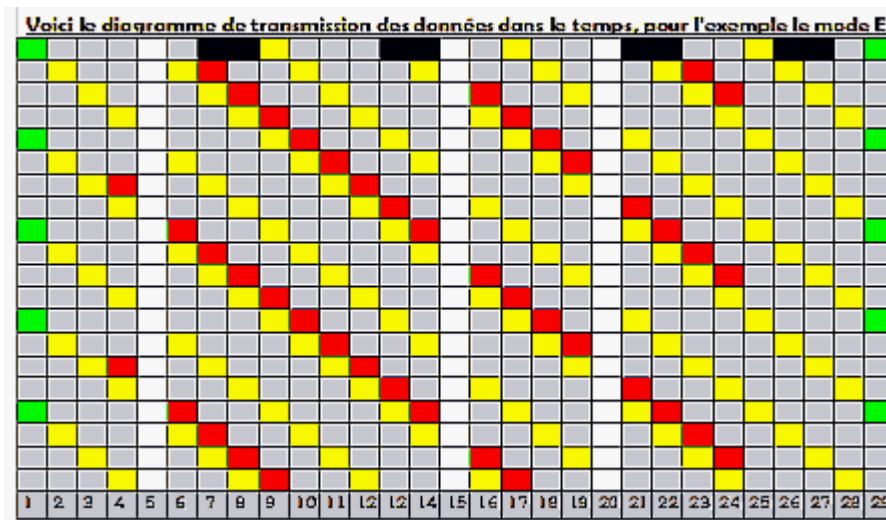 Voici le diagramme de transmission des données dans le temps, pour l'exemple le mode E
1 2 3 4 5 6 7 8 9 10 11 12 12 14 15 16 17 18 19 20 21 22 23 24 25 26 27 28 29